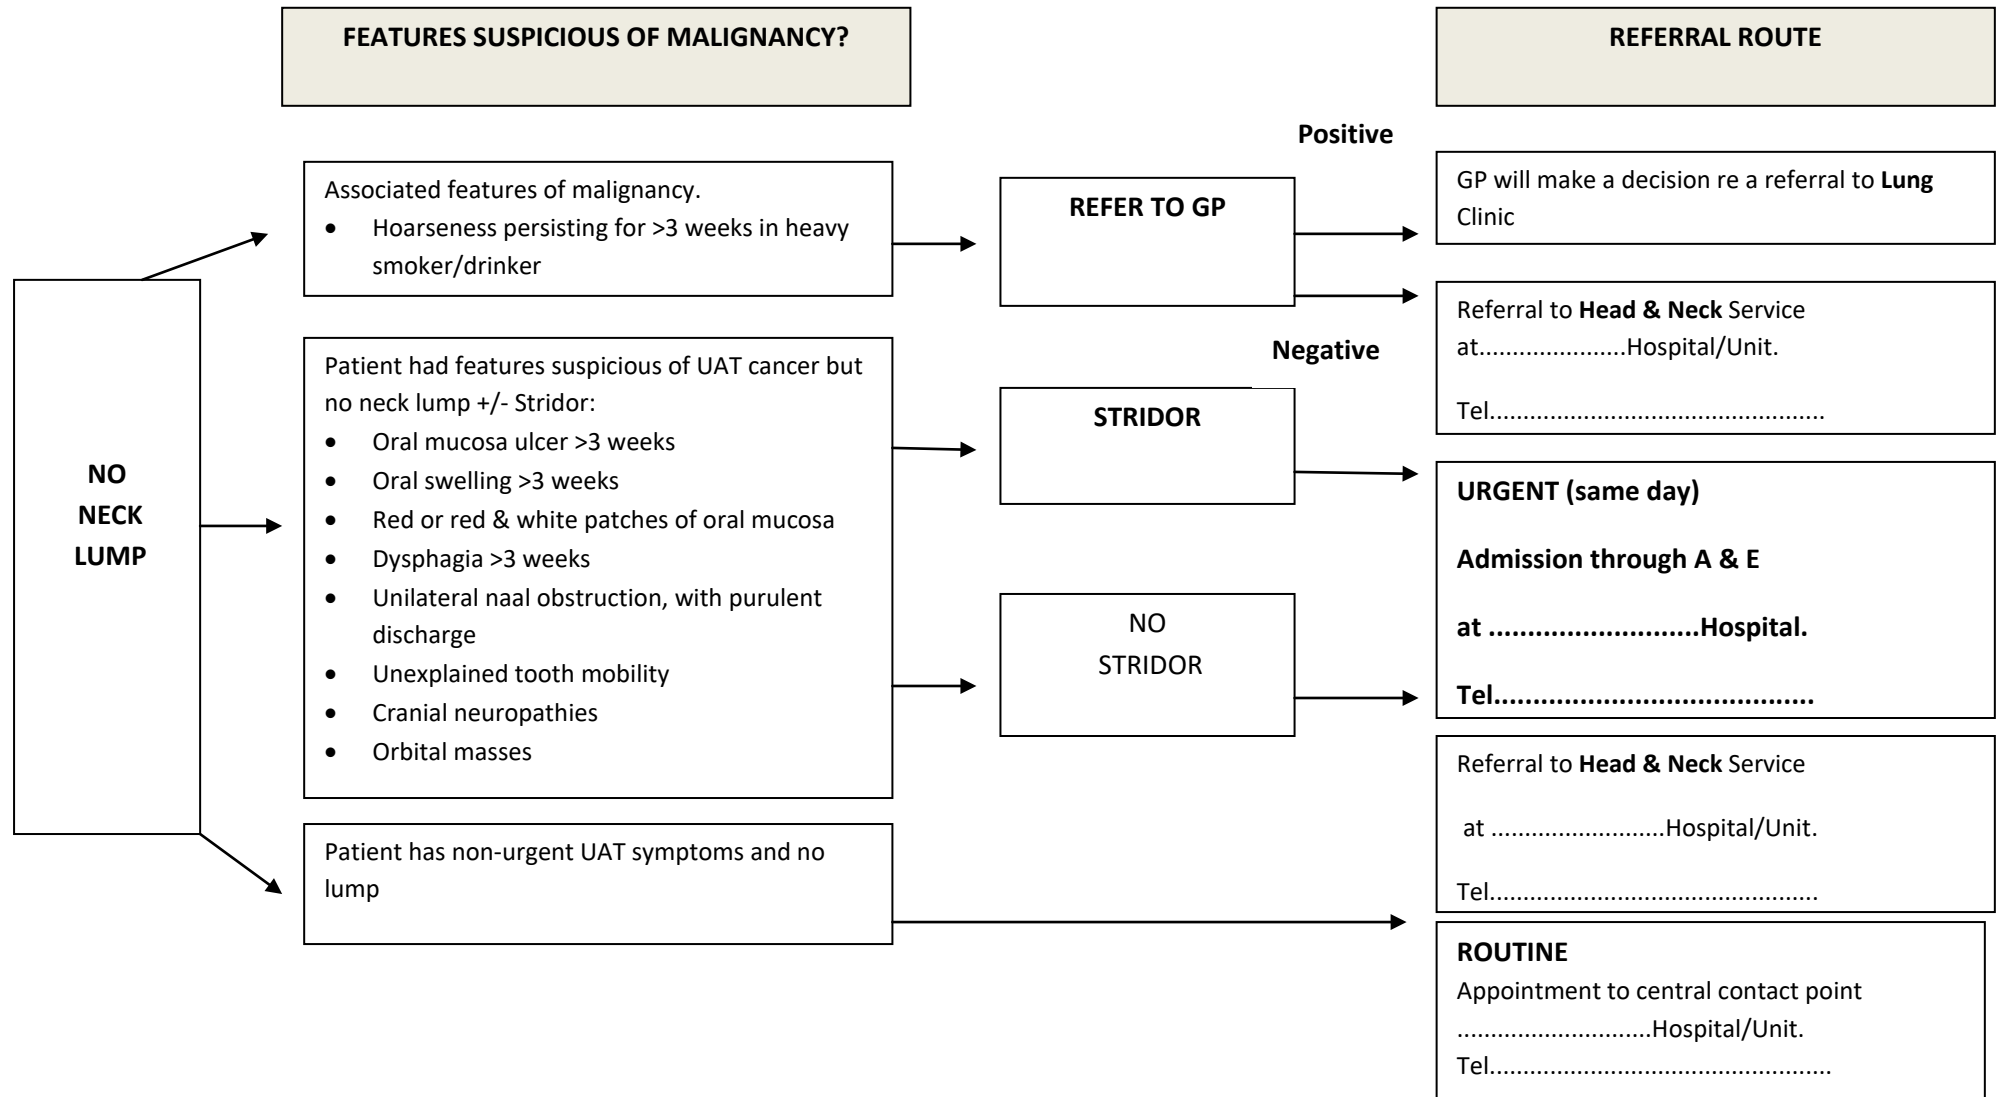 FEATURES SUSPICIOUS OF MALIGNANCY?
REFERRAL ROUTE
NO
NECK
LUMP
Associated features of malignancy.
• Hoarseness persisting for >3 weeks in heavy
smoker/drinker
REFER TO GP
Positive
GP will make a decision re a referral to Lung
Clinic
Negative
Referral to Head & Neck Service
at......................Hospital/Unit.
Tel..................................................
Patient had features suspicious of UAT cancer but
no neck lump +/- Stridor:
• Oral mucosa ulcer >3 weeks
• Oral swelling >3 weeks
• Red or red & white patches of oral mucosa
• Dysphagia >3 weeks
• Unilateral naal obstruction, with purulent
discharge
• Unexplained tooth mobility
• Cranial neuropathies
• Orbital masses
STRIDOR
URGENT (same day)
Admission through A & E
at ...........................Hospital.
Tel.........................................
NO
STRIDOR
Referral to Head & Neck Service
at ..........................Hospital/Unit.
Tel.................................................
Patient has non-urgent UAT symptoms and no
lump
ROUTINE
Appointment to central contact point
.............................Hospital/Unit.
Tel...................................................